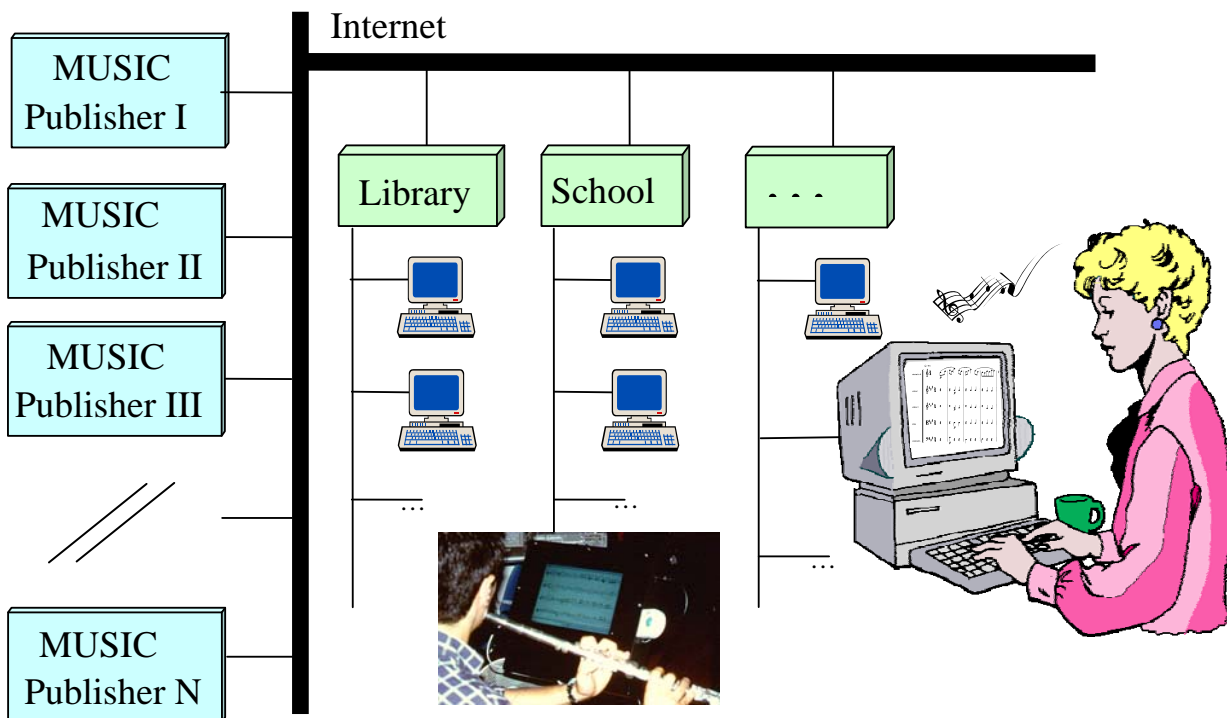 Internet
MUSIC
Publisher I
MUSIC
Publisher II
MUSIC
Publisher III
MUSIC
Publisher N
Library
School
- - -
...
...
...